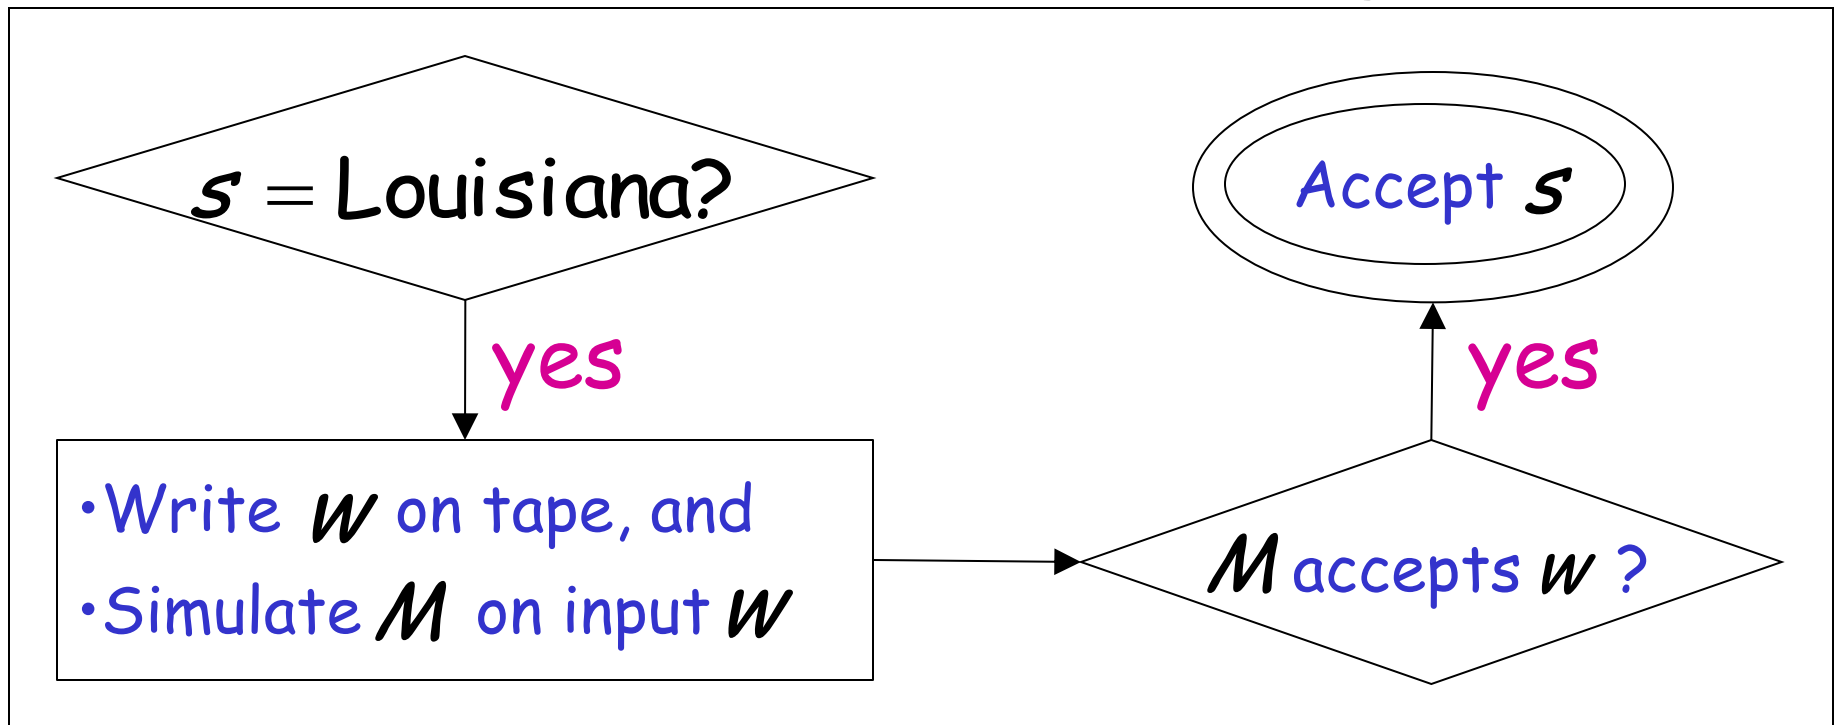 s = Louisiana?
yes
•Write w on tape, and
•Simulate M on input w
M accepts w ?
yes
Accept s